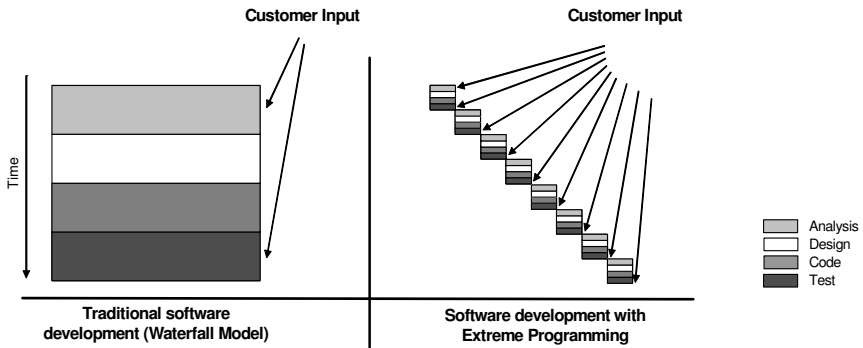 Customer Input
Customer Input
Time
Analysis
Design
Code
Test
Traditional software
development (Waterfall Model)
Software development with
Extreme Programming